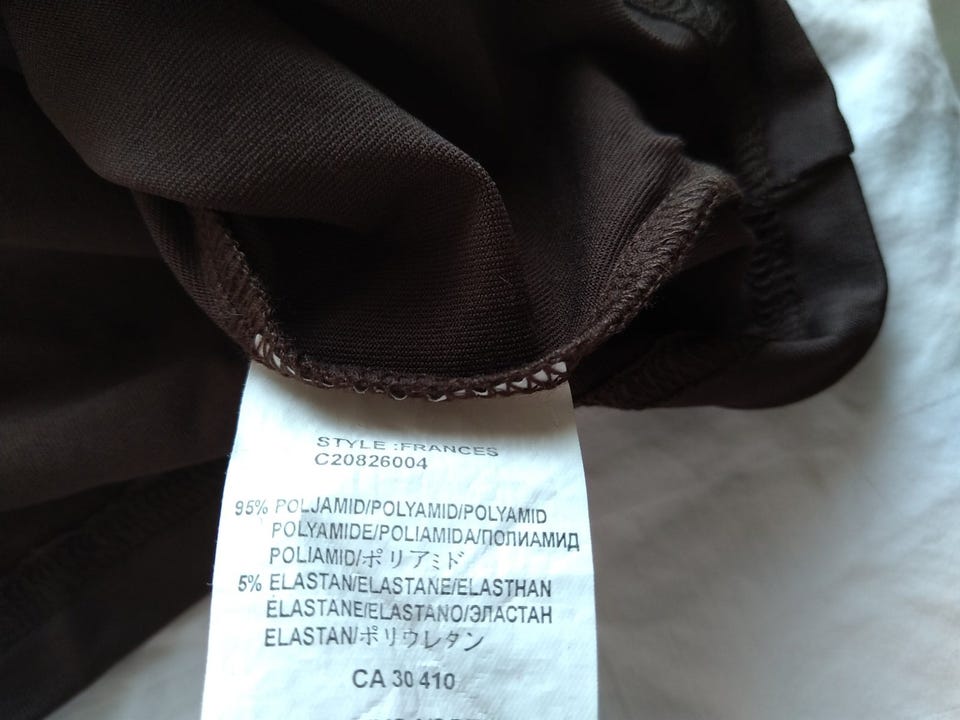 STYLE :FRANCES
C20826004
95% POLJAMID/POLYAMID/POLYAMID
POLYAMIDE/POLIAMIDA/ПОЛИАМИД
POLIAMID/ポリアミド
5% ELASTAN/ELASTANE/ELASTHAN
ELASTANE/ELASTANO/ЭЛАСТАН
ELASTAN/ポリウレタン
CA 30 410